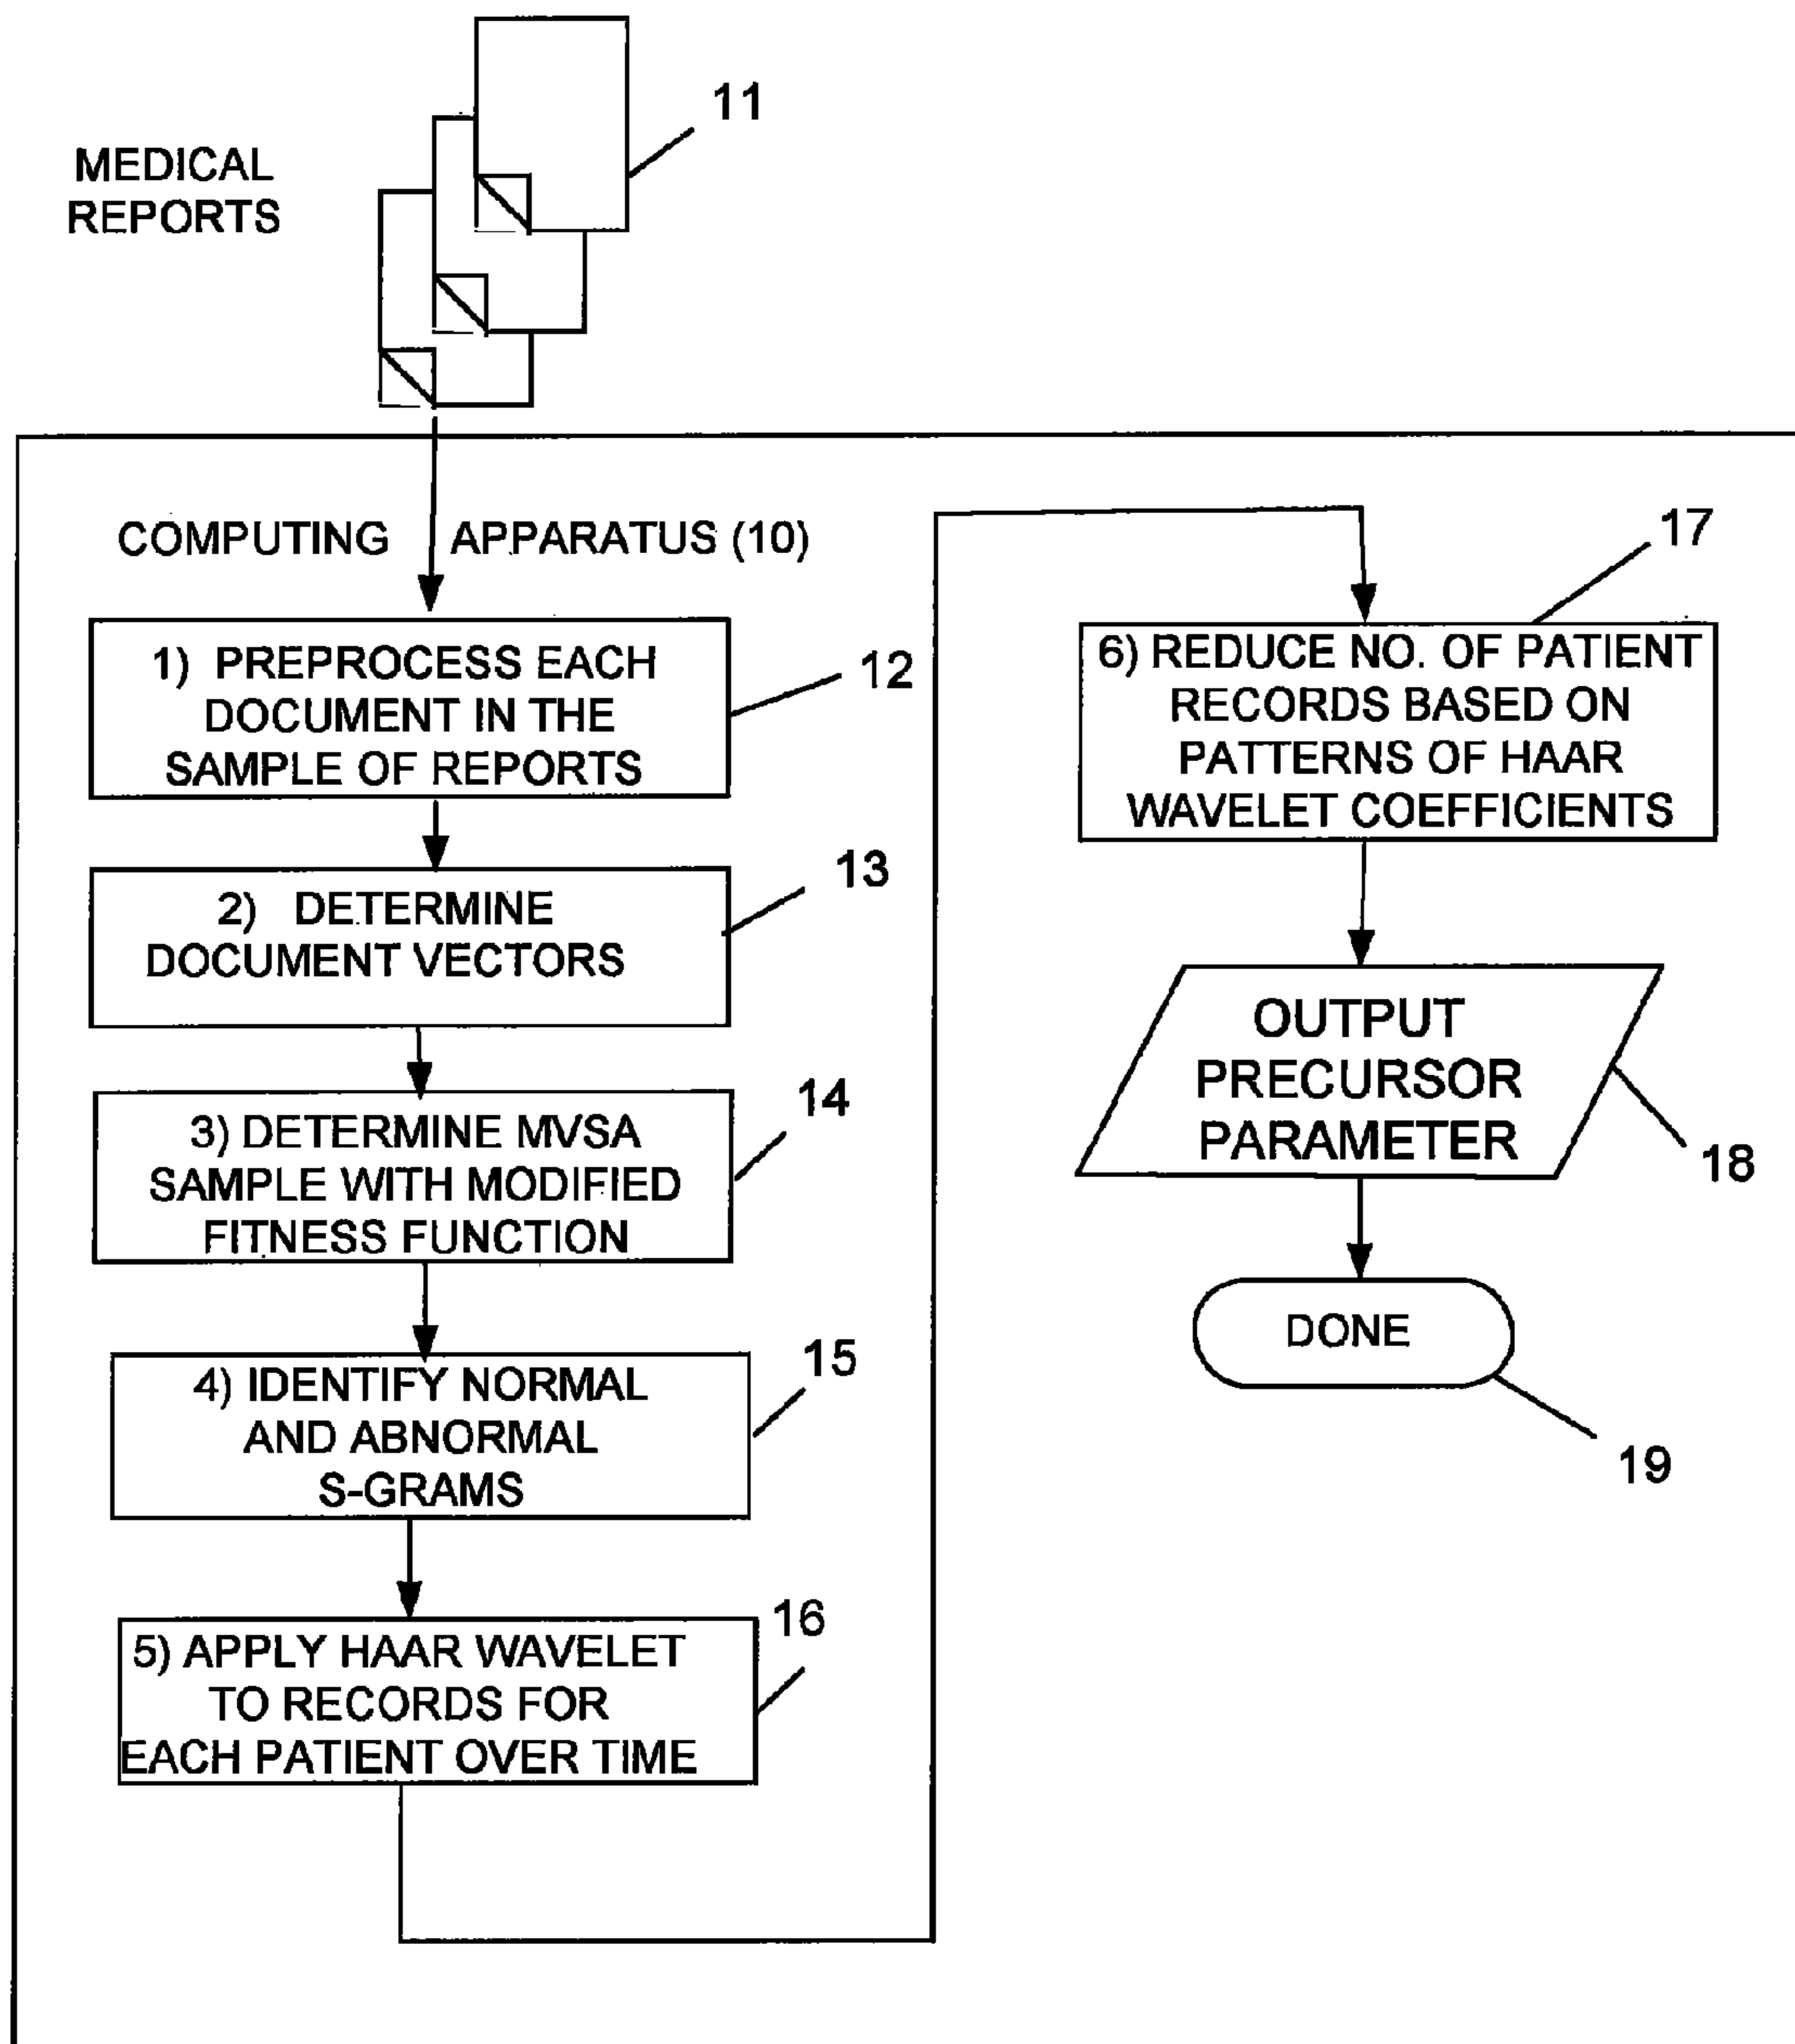 11
MEDICAL
REPORTS
COMPUTING APPARATUS (10)
1) PREPROCESS EACH
DOCUMENT IN THE
SAMPLE OF REPORTS
12
2) DETERMINE
DOCUMENT VECTORS
13
3) DETERMINE MVSA
SAMPLE WITH MODIFIED
FITNESS FUNCTION
14
4) IDENTIFY NORMAL
AND ABNORMAL
S-GRAMS
15
5) APPLY HAAR WAVELET
TO RECORDS FOR
EACH PATIENT OVER TIME
16
17
6) REDUCE NO. OF PATIENT
RECORDS BASED ON
PATTERNS OF HAAR
WAVELET COEFFICIENTS
OUTPUT
PRECURSOR
PARAMETER
18
DONE
19